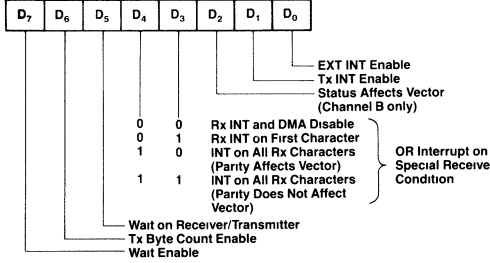 D7 D6 D5 D4 D3 D2 D1 D0
EXT INT Enable
Tx INT Enable
Status Affects Vector
(Channel B only)
0 0 Rx INT and DMA Disable
0 1 Rx INT on First Character
1 0 INT on All Rx Characters
(Parity Affects Vector)
1 1 INT on All Rx Characters
(Parity Does Not Affect
Vector)
OR Interrupt on
Special Receive
Condition
Wait on Receiver/Transmitter
Tx Byte Count Enable
Wait Enable